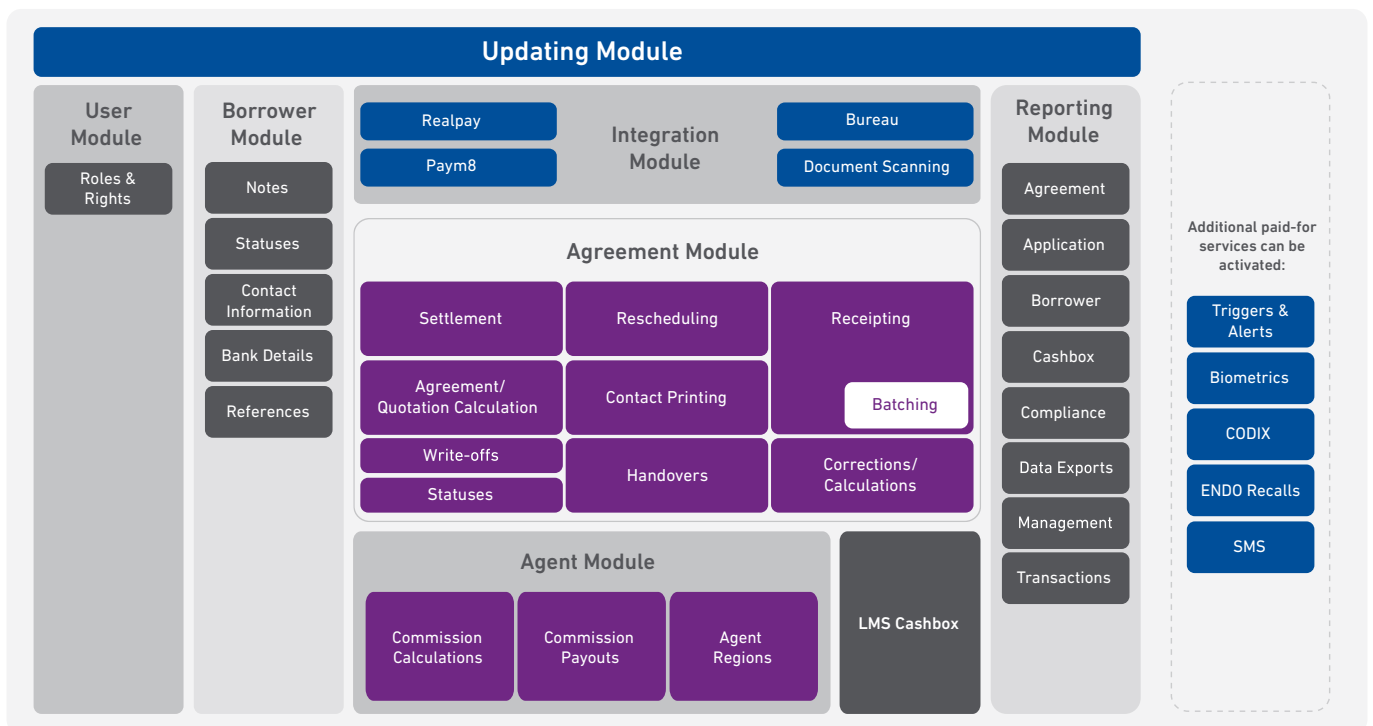 Updating Module
User
Module
Roles &
Rights
Borrower
Module
Notes
Statuses
Contact
Information
Bank Details
References
Realpay
Paym8
Integration
Module
Bureau
Document Scanning
Agreement Module
Settlement
Rescheduling
Receipting
Agreement/
Quotation Calculation
Contact Printing
Batching
Write-offs
Statuses
Handovers
Corrections/
Calculations
Agent Module
Commission
Calculations
Commission
Payouts
Agent
Regions
LMS Cashbox
Reporting
Module
Agreement
Application
Borrower
Cashbox
Compliance
Data Exports
Management
Transactions
Additional paid-for
services can be
activated:
Triggers &
Alerts
Biometrics
CODIX
ENDO Recalls
SMS